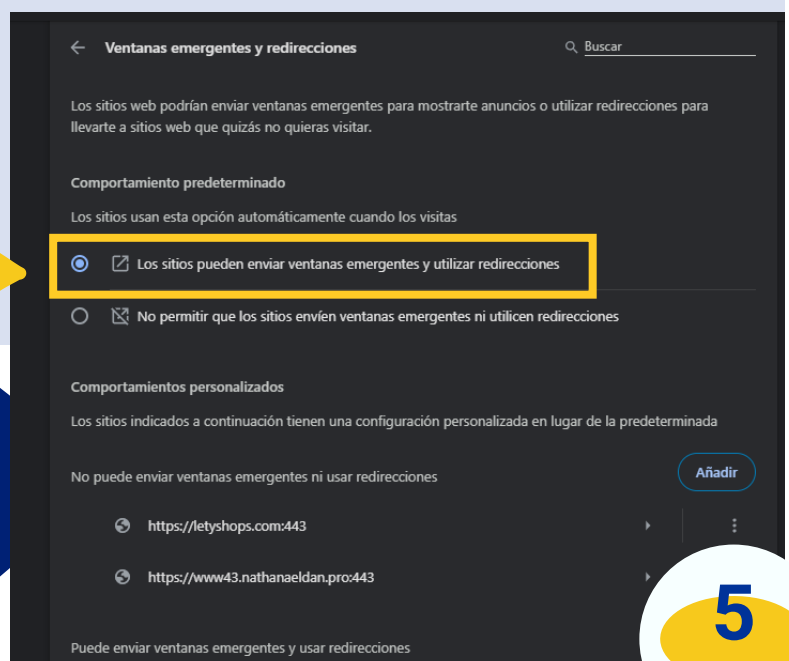 Ventanas emergentes y redirecciones
Buscar
Los sitios web podrían enviar ventanas emergentes para mostrarte anuncios o utilizar redirecciones para
llevarte a sitios web que quizás no quieras visitar.
Comportamiento predeterminado
Los sitios usan esta opción automáticamente cuando los visitas
Los sitios pueden enviar ventanas emergentes y utilizar redirecciones
No permitir que los sitios envíen ventanas emergentes ni utilicen redirecciones
Comportamientos personalizados
Los sitios indicados a continuación tienen una configuración personalizada en lugar de la predeterminada
No puede enviar ventanas emergentes ni usar redirecciones
Añadir
https://letyshops.com:443
https://www43.nathanaeldan.pro:443
5
Puede enviar ventanas emergentes y usar redirecciones